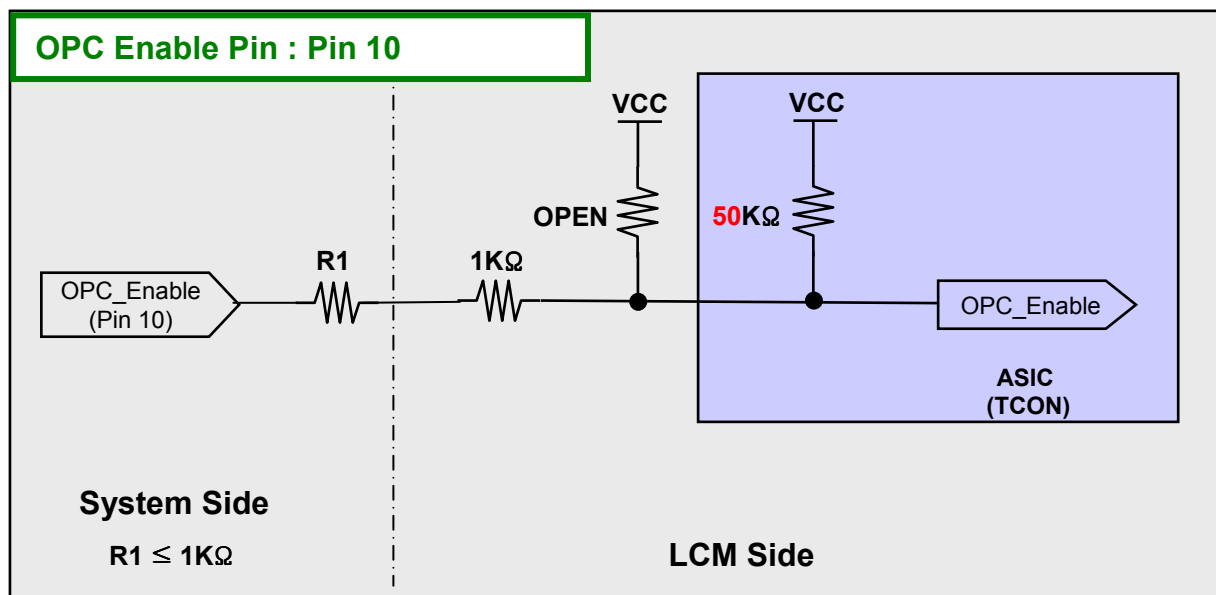 OPC Enable Pin : Pin 10
VCC
VCC
OPEN
50KΩ
R1
1KΩ
OPC_Enable
(Pin 10)
OPC_Enable
ASIC
(TCON)
System Side
R1 ≤ 1KΩ
LCM Side